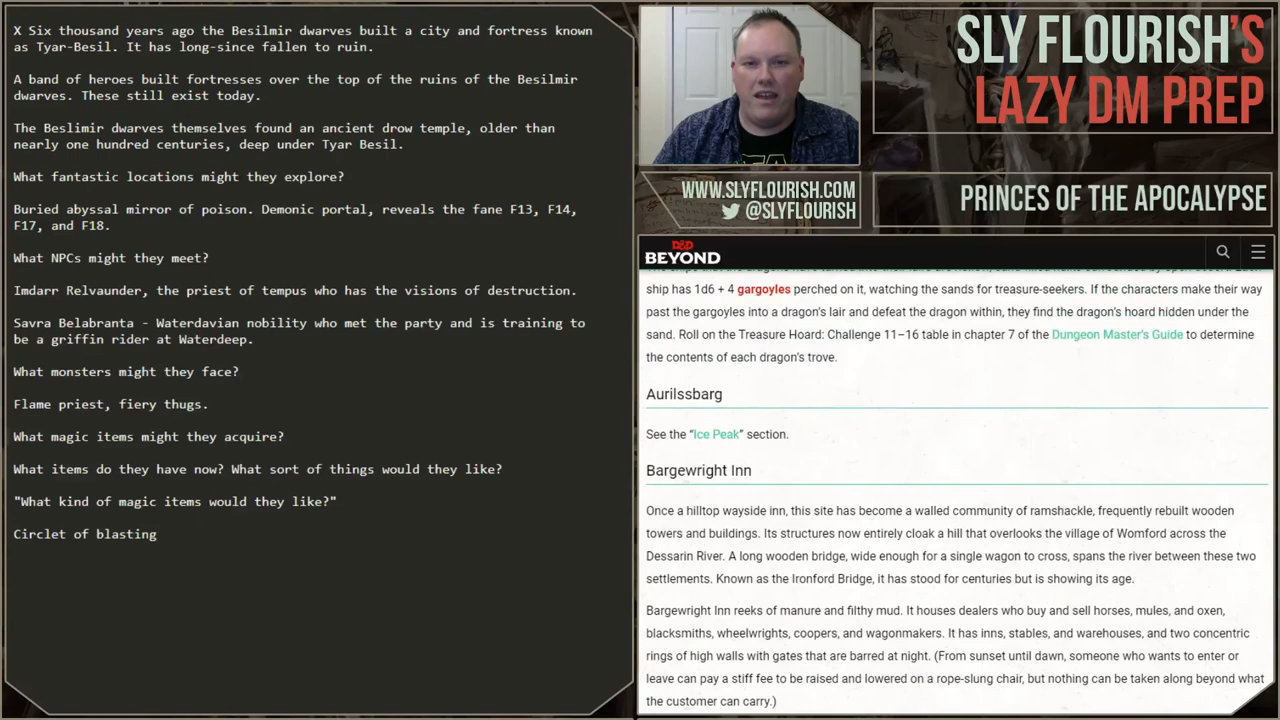 X Six thousand years ago the Besilmir dwarves built a city and fortress known
as Tyar-Besil. It has long-since fallen to ruin.
A band of heroes built fortresses over the top of the ruins of the Besilmir
dwarves. These still exist today.
The Beslimir dwarves themselves found an ancient drow temple, older than
nearly one hundred centuries, deep under Tyar Besil.
What fantastic locations might they explore?
Buried abyssal mirror of poison. Demonic portal, reveals the fane F13, F14,
F17, and F18.
What NPCs might they meet?
Imdarr Relvaunder, the priest of tempus who has the visions of destruction.
Savra Belabranta - Waterdavian nobility who met the party and is training to
be a griffin rider at Waterdeep.
What monsters might they face?
Flame priest, fiery thugs.
What magic items might they acquire?
What items do they have now? What sort of things would they like?
"What kind of magic items would they like?"
Circlet of blasting
SLY FLOURISH'S
LAZY DM PREP
WWW.SLYFLOURISH.COM
@SLYFLOURISH
PRINCES OF THE APOCALYPSE
D&D
BEYOND
ship has 1d6 + 4 gargoyles perched on it, watching the sands for treasure-seekers. If the characters make their way
past the gargoyles into a dragon's lair and defeat the dragon within, they find the dragon's hoard hidden under the
sand. Roll on the Treasure Hoard: Challenge 11–16 table in chapter 7 of the Dungeon Master's Guide to determine
the contents of each dragon's trove.
Aurilssbarg
See the “Ice Peak” section.
Bargewright Inn
Once a hilltop wayside inn, this site has become a walled community of ramshackle, frequently rebuilt wooden
towers and buildings. Its structures now entirely cloak a hill that overlooks the village of Womford across the
Dessarin River. A long wooden bridge, wide enough for a single wagon to cross, spans the river between these two
settlements. Known as the Ironford Bridge, it has stood for centuries but is showing its age.
Bargewright Inn reeks of manure and filthy mud. It houses dealers who buy and sell horses, mules, and oxen,
blacksmiths, wheelwrights, coopers, and wagonmakers. It has inns, stables, and warehouses, and two concentric
rings of high walls with gates that are barred at night. (From sunset until dawn, someone who wants to enter or
leave can pay a stiff fee to be raised and lowered on a rope-slung chair, but nothing can be taken along beyond what
the customer can carry.)